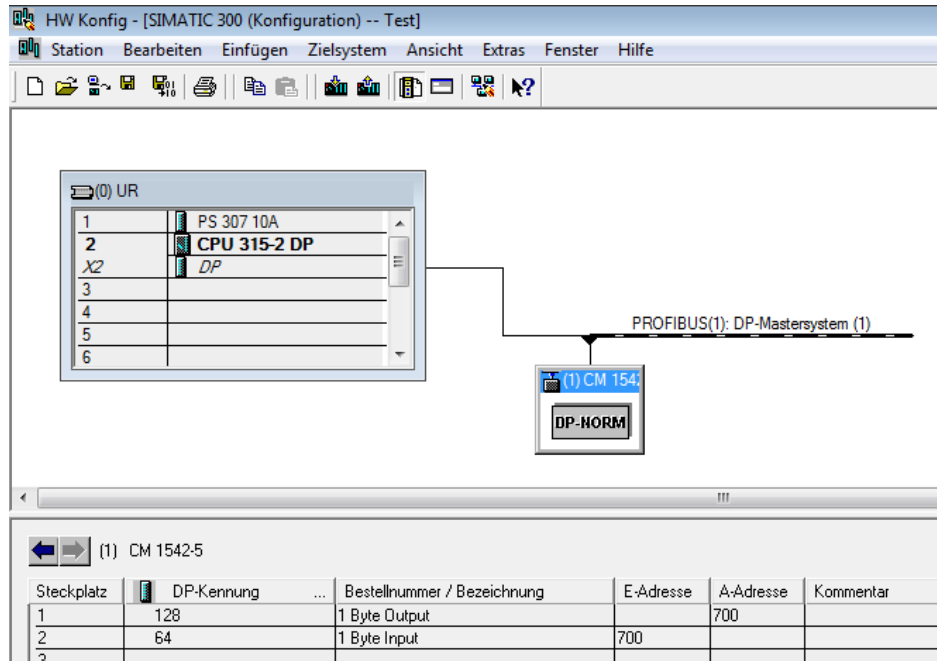 HW Konfig - [SIMATIC 300 (Konfiguration) -- Test]
Station Bearbeiten Einfügen Zielsystem Ansicht Extras Fenster Hilfe
(0) UR
1 PS 307 10A
2 CPU 315-2 DP
X2 DP
3
4
5
6
PROFIBUS(1): DP-Mastersystem (1)
(1) CM 1542
DP-NORM
(1) CM 1542-5
Steckplatz DP-Kennung ... Bestellnummer / Bezeichnung E-Adresse A-Adresse Kommentar
1 128 1 Byte Output 700
2 64 1 Byte Input 700
3